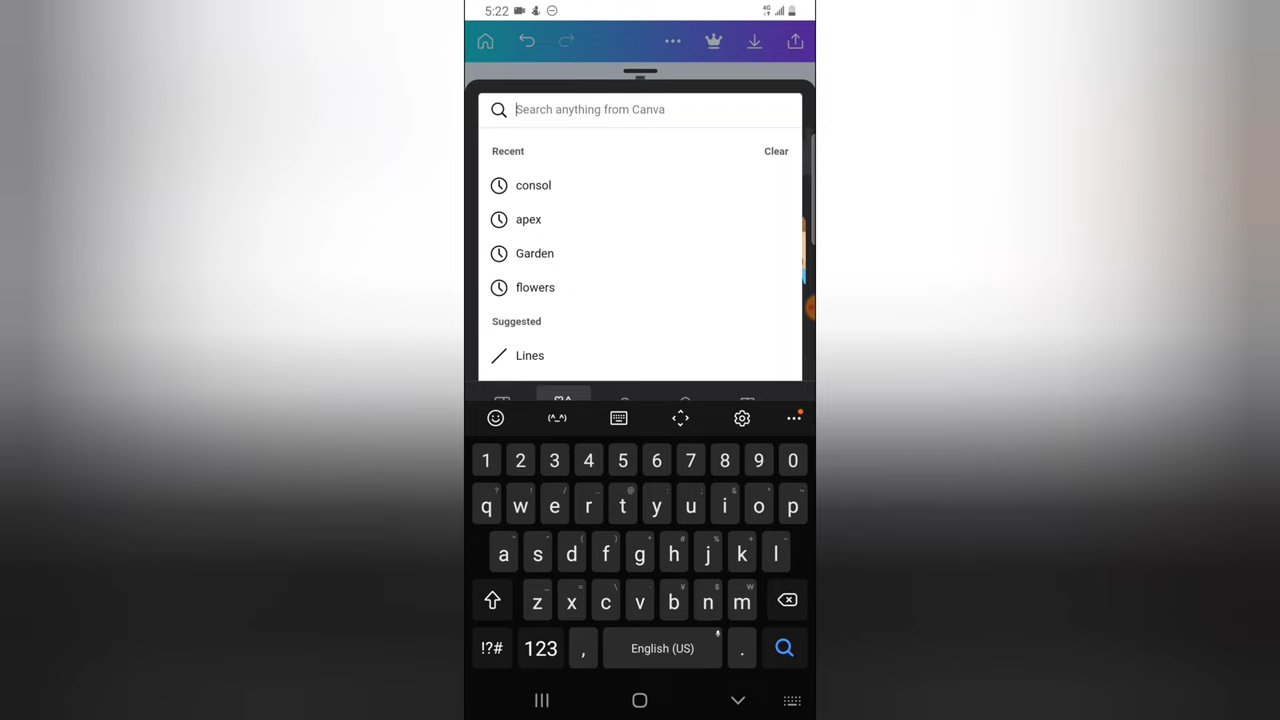 5:22
4G
Search anything from Canva
Recent
Clear
consol
apex
Garden
flowers
Suggested
Lines
(^_^)
1 2 3 4 5 6 7 8 9 0
q w e r t y u i o p
a s d f g h j k l
z x c v b n m
!?# 123 , English (US) .